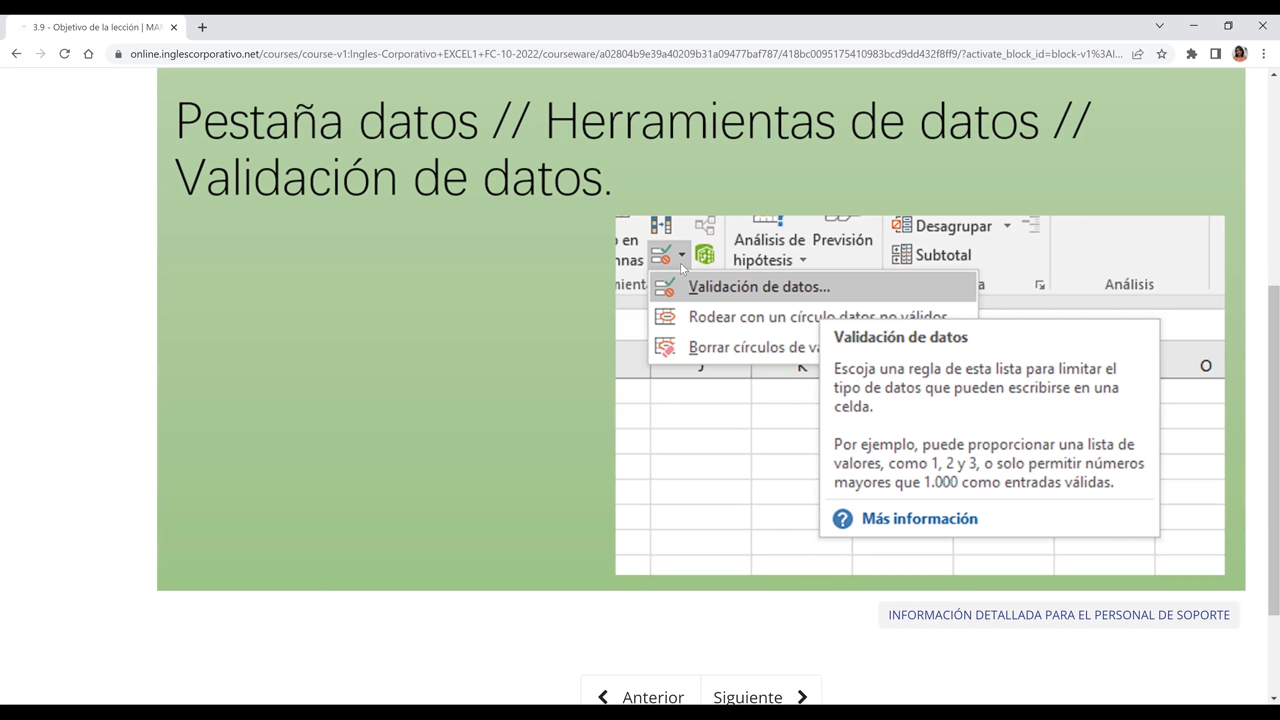 3.9 - Objetivo de la lección | MAN
online.inglescorporativo.net/courses/course-v1:Ingles-Corporativo+EXCEL1+FC-10-2022/courseware/a02804b9e39a40209b31a09477baf787/418bc0095175410983bcd9dd432f8ff9/?activate_block_id=block-v1%3AI...
Pestaña datos // Herramientas de datos //
Validación de datos.
o en
nnas
Análisis de
hipótesis
Previsión
Desagrupar
Subtotal
Análisis
Validación de datos...
Rodear con un círculo datos no válidos
Borrar círculos de va
K
O
Validación de datos
Escoja una regla de esta lista para limitar el
tipo de datos que pueden escribirse en una
celda.
Por ejemplo, puede proporcionar una lista de
valores, como 1, 2 y 3, o solo permitir números
mayores que 1.000 como entradas válidas.
Más información
INFORMACIÓN DETALLADA PARA EL PERSONAL DE SOPORTE
Anterior
Siguiente